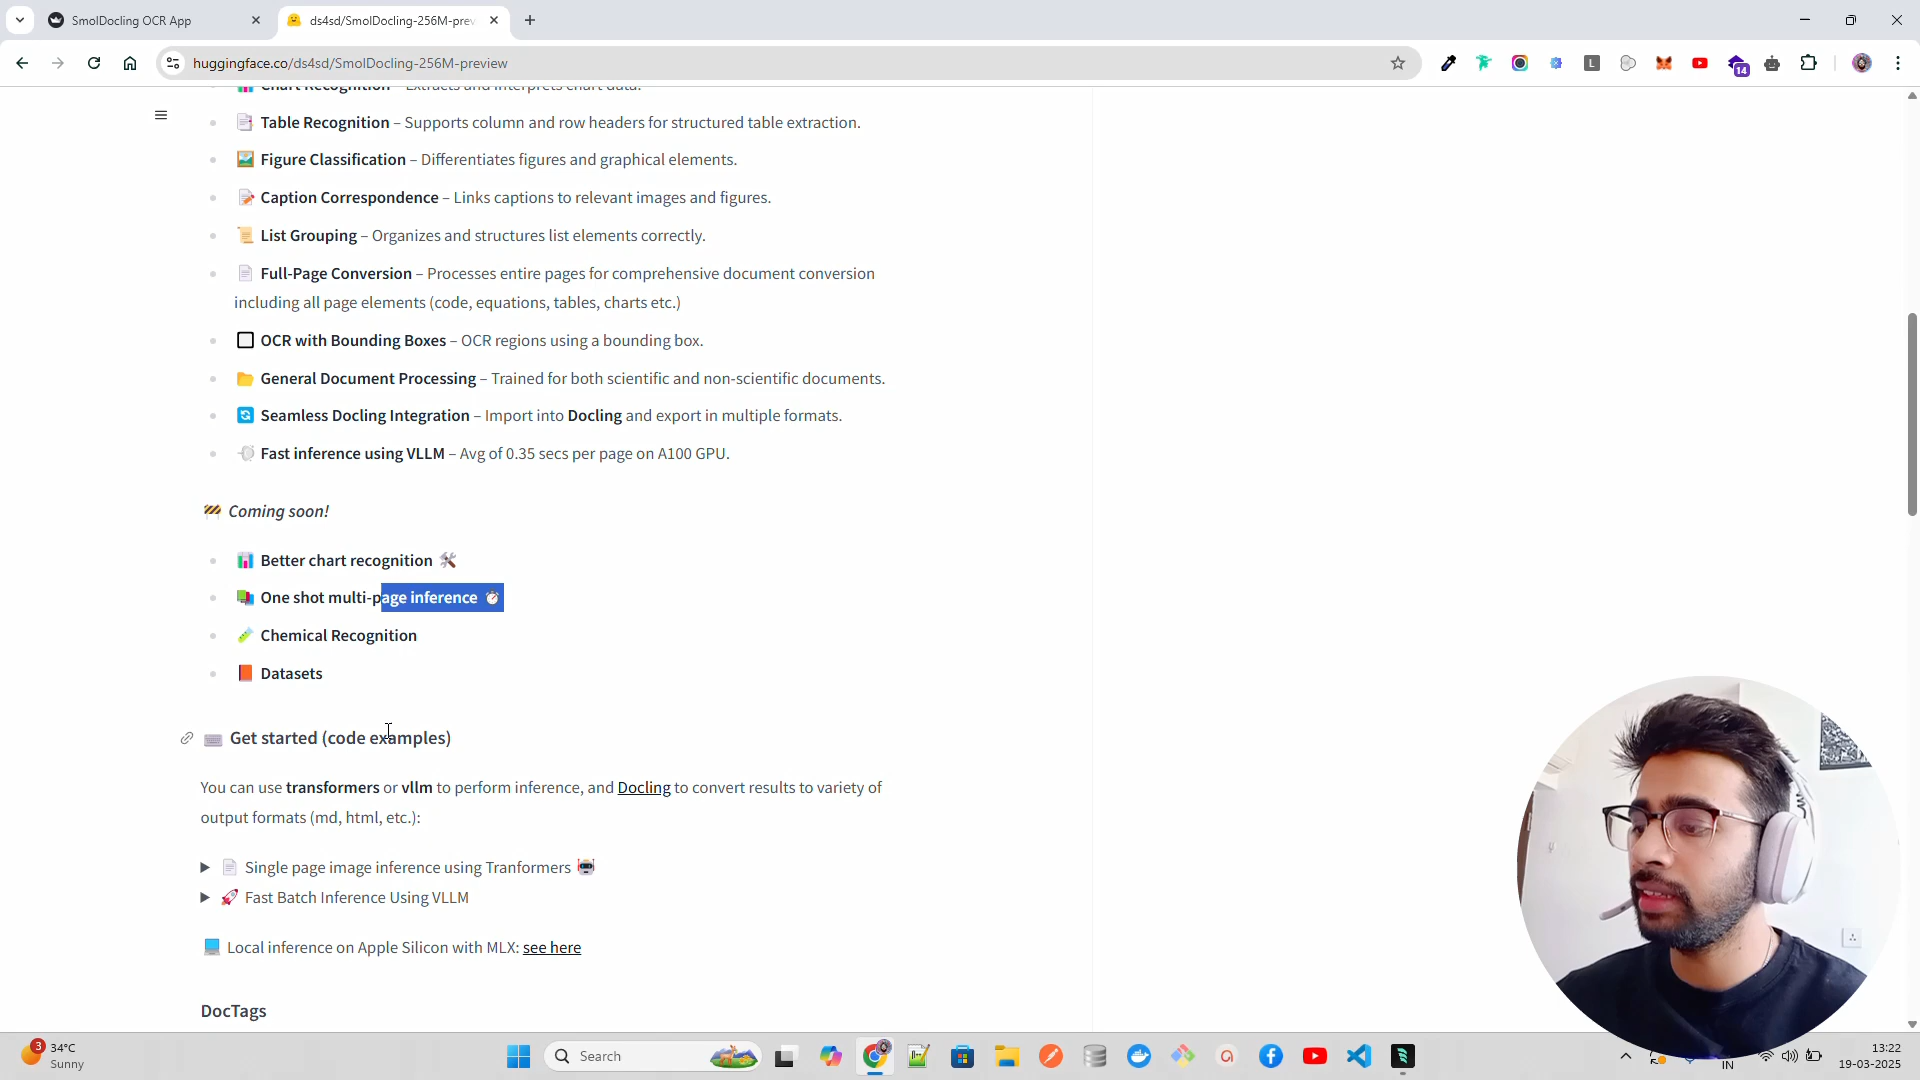 SmolDocling OCR App
ds4sd/SmolDocling-256M-prev
huggingface.co/ds4sd/SmolDocling-256M-preview
14
Chart Recognition – Extracts and interprets chart data.
Table Recognition – Supports column and row headers for structured table extraction.
Figure Classification – Differentiates figures and graphical elements.
Caption Correspondence – Links captions to relevant images and figures.
List Grouping – Organizes and structures list elements correctly.
Full-Page Conversion – Processes entire pages for comprehensive document conversion
including all page elements (code, equations, tables, charts etc.)
OCR with Bounding Boxes – OCR regions using a bounding box.
General Document Processing – Trained for both scientific and non-scientific documents.
Seamless Docling Integration – Import into Docling and export in multiple formats.
Fast inference using VLLM – Avg of 0.35 secs per page on A100 GPU.
Coming soon!
Better chart recognition
One shot multi-page inference
Chemical Recognition
Datasets
Get started (code examples)
You can use transformers or vllm to perform inference, and Docling to convert results to variety of
output formats (md, html, etc.):
Single page image inference using Tranformers
Fast Batch Inference Using VLLM
Local inference on Apple Silicon with MLX: see here
DocTags
3
34°C
Sunny
Search
IN
13:22
19-03-2025